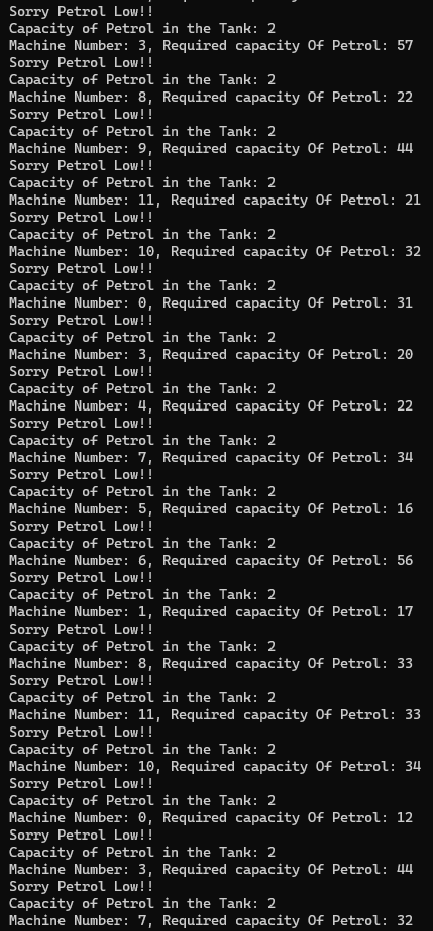 Sorry Petrol Low!!
Capacity of Petrol in the Tank: 2
Machine Number: 3, Required capacity Of Petrol: 57
Sorry Petrol Low!!
Capacity of Petrol in the Tank: 2
Machine Number: 8, Required capacity Of Petrol: 22
Sorry Petrol Low!!
Capacity of Petrol in the Tank: 2
Machine Number: 9, Required capacity Of Petrol: 44
Sorry Petrol Low!!
Capacity of Petrol in the Tank: 2
Machine Number: 11, Required capacity Of Petrol: 21
Sorry Petrol Low!!
Capacity of Petrol in the Tank: 2
Machine Number: 10, Required capacity Of Petrol: 32
Sorry Petrol Low!!
Capacity of Petrol in the Tank: 2
Machine Number: 0, Required capacity Of Petrol: 31
Sorry Petrol Low!!
Capacity of Petrol in the Tank: 2
Machine Number: 3, Required capacity Of Petrol: 20
Sorry Petrol Low!!
Capacity of Petrol in the Tank: 2
Machine Number: 4, Required capacity Of Petrol: 22
Sorry Petrol Low!!
Capacity of Petrol in the Tank: 2
Machine Number: 7, Required capacity Of Petrol: 34
Sorry Petrol Low!!
Capacity of Petrol in the Tank: 2
Machine Number: 5, Required capacity Of Petrol: 16
Sorry Petrol Low!!
Capacity of Petrol in the Tank: 2
Machine Number: 6, Required capacity Of Petrol: 56
Sorry Petrol Low!!
Capacity of Petrol in the Tank: 2
Machine Number: 1, Required capacity Of Petrol: 17
Sorry Petrol Low!!
Capacity of Petrol in the Tank: 2
Machine Number: 8, Required capacity Of Petrol: 33
Sorry Petrol Low!!
Capacity of Petrol in the Tank: 2
Machine Number: 11, Required capacity Of Petrol: 33
Sorry Petrol Low!!
Capacity of Petrol in the Tank: 2
Machine Number: 10, Required capacity Of Petrol: 34
Sorry Petrol Low!!
Capacity of Petrol in the Tank: 2
Machine Number: 0, Required capacity Of Petrol: 12
Sorry Petrol Low!!
Capacity of Petrol in the Tank: 2
Machine Number: 3, Required capacity Of Petrol: 44
Sorry Petrol Low!!
Capacity of Petrol in the Tank: 2
Machine Number: 7, Required capacity Of Petrol: 32